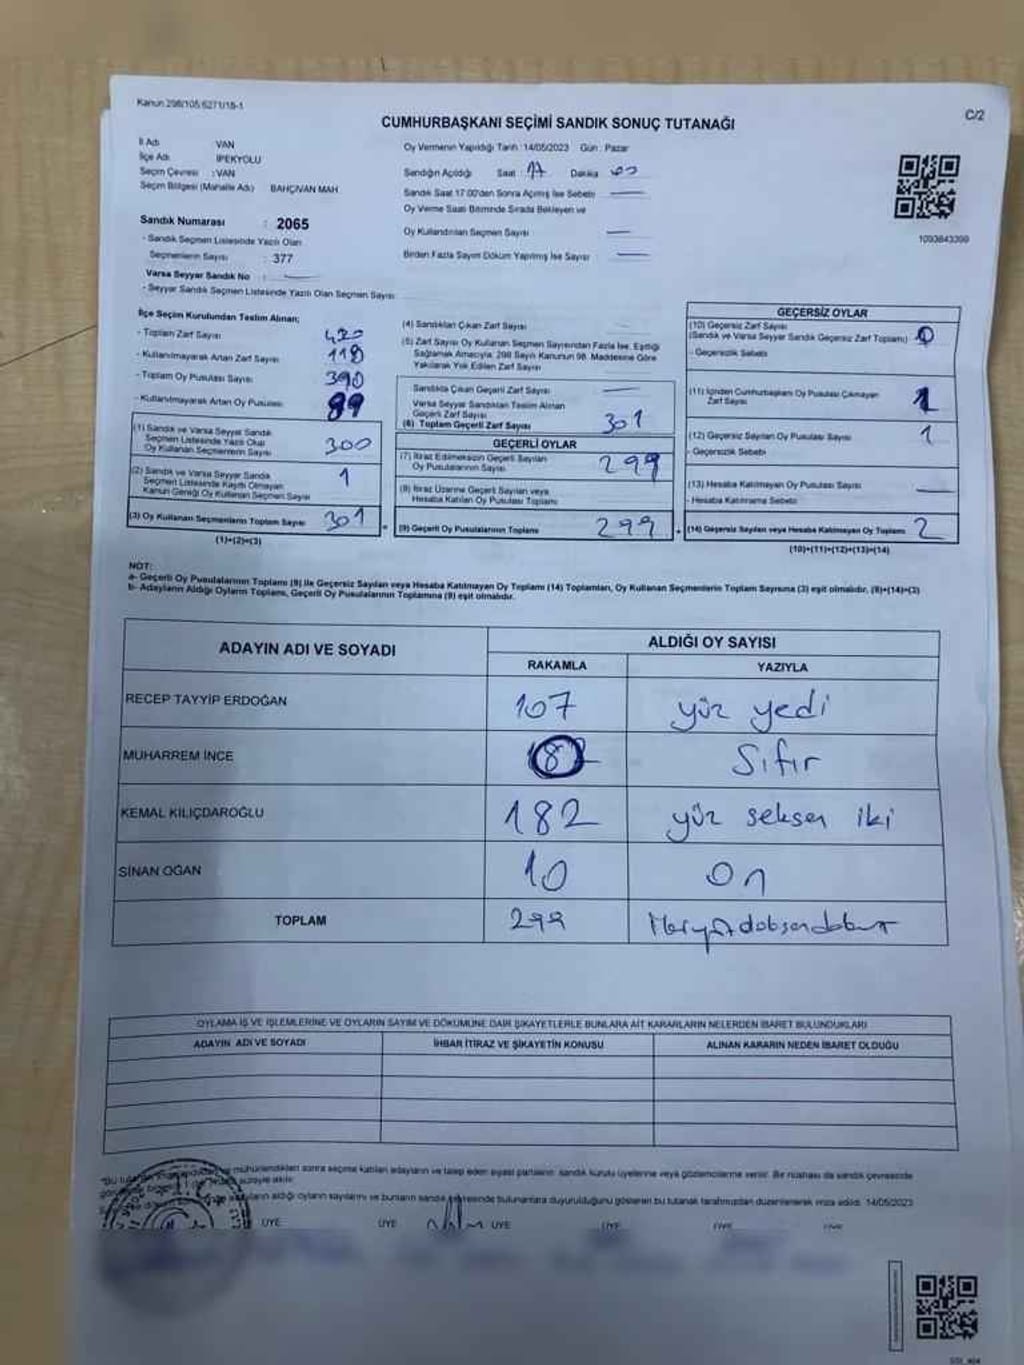 Kanun 298/105 6271/18-1
C/2
CUMHURBAŞKANI SEÇİMİ SANDIK SONUÇ TUTANAĞI
İl Adı VAN
İlçe Adı İPEKYOLU
Seçim Çevresi : VAN
Seçim Bölgesi (Mahalle Adı) BAHÇIVAN MAH.
Sandık Numarası : 2065
- Sandık Seçmen Listesinde Yazılı Olan
Seçmenlerin Sayısı : 377
Varsa Seyyar Sandık No :
- Seyyar Sandık Seçmen Listesinde Yazılı Olan Seçmen Sayısı
Oy Vermenin Yapıldığı Tarih : 14/05/2023 Gün : Pazar
Sandığın Açıldığı Saat : 17 Dakika 00
Sandık Saat 17:00'den Sonra Açılmış İse Sebebi
Oy Verme Saati Bitiminde Sırada Bekleyen ve
Oy Kullandırılan Seçmen Sayısı
Birden Fazla Sayım Döküm Yapılmış İse Sayısı
1093843399
İlçe Seçim Kurulundan Teslim Alınan;
- Toplam Zarf Sayısı 420
- Kullanılmayarak Artan Zarf Sayısı 119
- Toplam Oy Pusulası Sayısı 390
- Kullanılmayarak Artan Oy Pusulası 89
(1) Sandık ve Varsa Seyyar Sandık
Seçmen Listesinde Yazılı Olup
Oy Kullanan Seçmenlerin Sayısı 300
(2) Sandık ve Varsa Seyyar Sandık
Seçmen Listesinde Kayıtlı Olmayan
Kanun Gereği Oy Kullanan Seçmen Sayısı 1
(3) Oy Kullanan Seçmenlerin Toplam Sayısı 301
(1)+(2)=(3)
(4) Sandıktan Çıkan Zarf Sayısı
(5) Zarf Sayısı Oy Kullanan Seçmen Sayısından Fazla İse, Eşitliği
Sağlamak Amacıyla, 298 Sayılı Kanunun 98. Maddesine Göre
Yakılarak Yok Edilen Zarf Sayısı
Sandıkta Çıkan Geçerli Zarf Sayısı
Varsa Seyyar Sandıktan Teslim Alınan
Geçerli Zarf Sayısı
(6) Toplam Geçerli Zarf Sayısı 301
GEÇERLİ OYLAR
(7) İtiraz Edilmeksizin Geçerli Sayılan
Oy Pusulalarının Sayısı 299
(8) İtiraz Üzerine Geçerli Sayılan veya
Hesaba Katılan Oy Pusulası Toplamı
(9) Geçerli Oy Pusulalarının Toplamı 299
GEÇERSİZ OYLAR
(10) Geçersiz Zarf Sayısı
(Sandık ve Varsa Seyyar Sandık Geçersiz Zarf Toplamı) 0
- Geçersizlik Sebebi
(11) İçinden Cumhurbaşkanı Oy Pusulası Çıkmayan
Zarf Sayısı 1
(12) Geçersiz Sayılan Oy Pusulası Sayısı 1
- Geçersizlik Sebebi
(13) Hesaba Katılmayan Oy Pusulası Sayısı
- Hesaba Katılmama Sebebi
(14) Geçersiz Sayılan veya Hesaba Katılmayan Oy Toplamı 2
(10)+(11)+(12)+(13)=(14)
NOT:
a- Geçerli Oy Pusulalarının Toplamı (9) ile Geçersiz Sayılan veya Hesaba Katılmayan Oy Toplamı (14) Toplamları, Oy Kullanan Seçmenlerin Toplam Sayısına (3) eşit olmalıdır. (9)+(14)=(3)
b- Adayların Aldığı Oyların Toplamı, Geçerli Oy Pusulalarının Toplamına (9) eşit olmalıdır.
ADAYIN ADI VE SOYADI ALDIĞI OY SAYISI
RAKAMLA YAZIYLA
RECEP TAYYİP ERDOĞAN 107 yüz yedi
MUHARREM İNCE Sıfır
KEMAL KILIÇDAROĞLU 182 yüz seksen iki
SİNAN OĞAN 10 On
TOPLAM 299
OYLAMA İŞ VE İŞLEMLERİNE VE OYLARIN SAYIM VE DÖKÜMÜNE DAİR ŞİKAYETLERLE BUNLARA AİT KARARLARIN NELERDEN İBARET BULUNDUKLARI
ADAYIN ADI VE SOYADI İHBAR İTİRAZ VE ŞİKAYETİN KONUSU ALINAN KARARIN NEDEN İBARET OLDUĞU
mühürlendikten sonra seçime katılan adayların ve talep eden siyasi partilerin sandık kurulu üyelerine veya gözlemcilerine verilir. Bir nüshası da sandık çevresinde
aldığı oyların sayılarını ve bunların sandık çevresinde bulunanlara duyurulduğunu gösteren bu tutanak tarafımızdan düzenlenerek imza edildi. 14/05/2023
ÜYE ÜYE ÜYE ÜYE ÜYE ÜYE